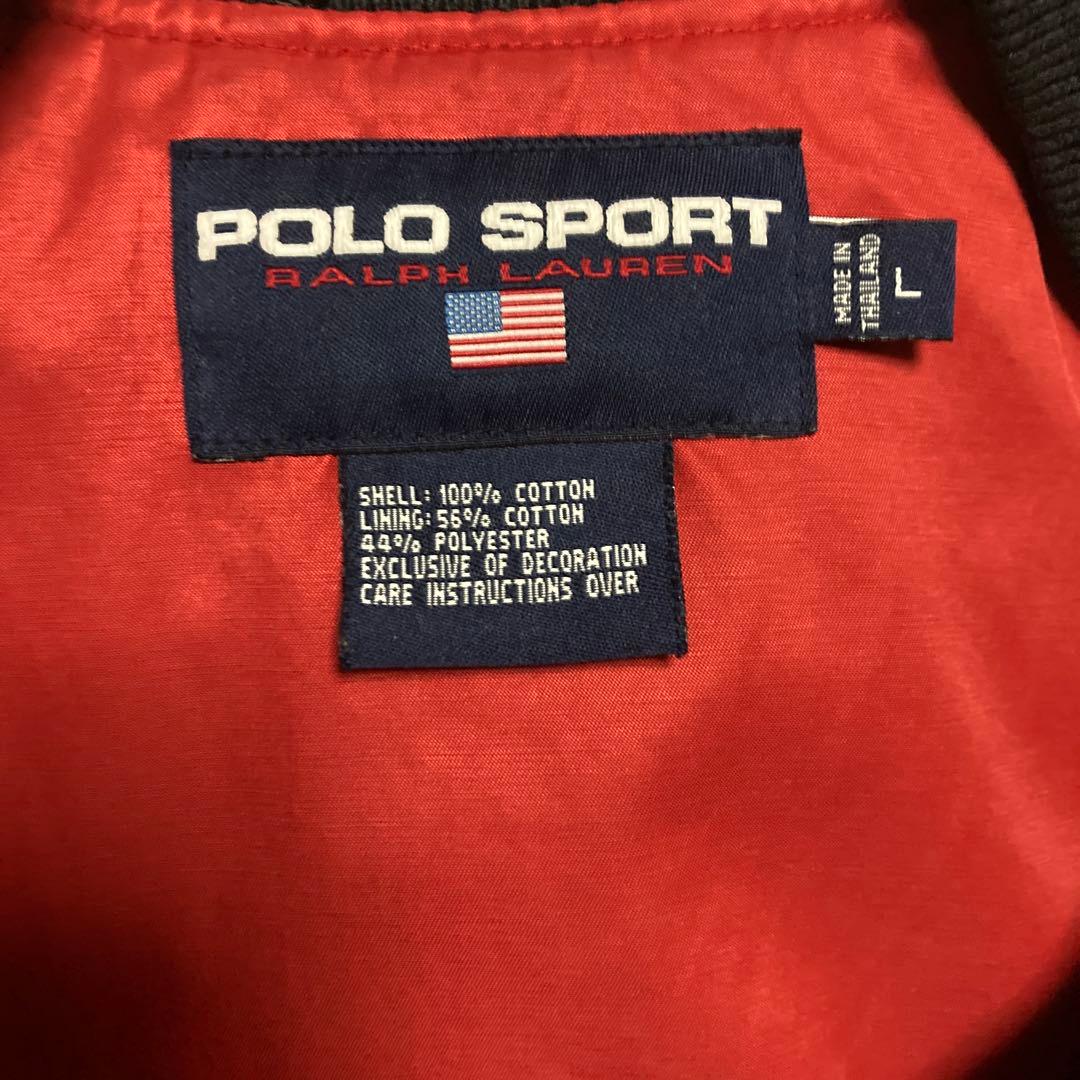 POLO SPORT
RALPH LAUREN
MADE IN
THAILAND
L
SHELL: 100% COTTON
LINING: 56% COTTON
44% POLYESTER
EXCLUSIVE OF DECORATION
CARE INSTRUCTIONS OVER